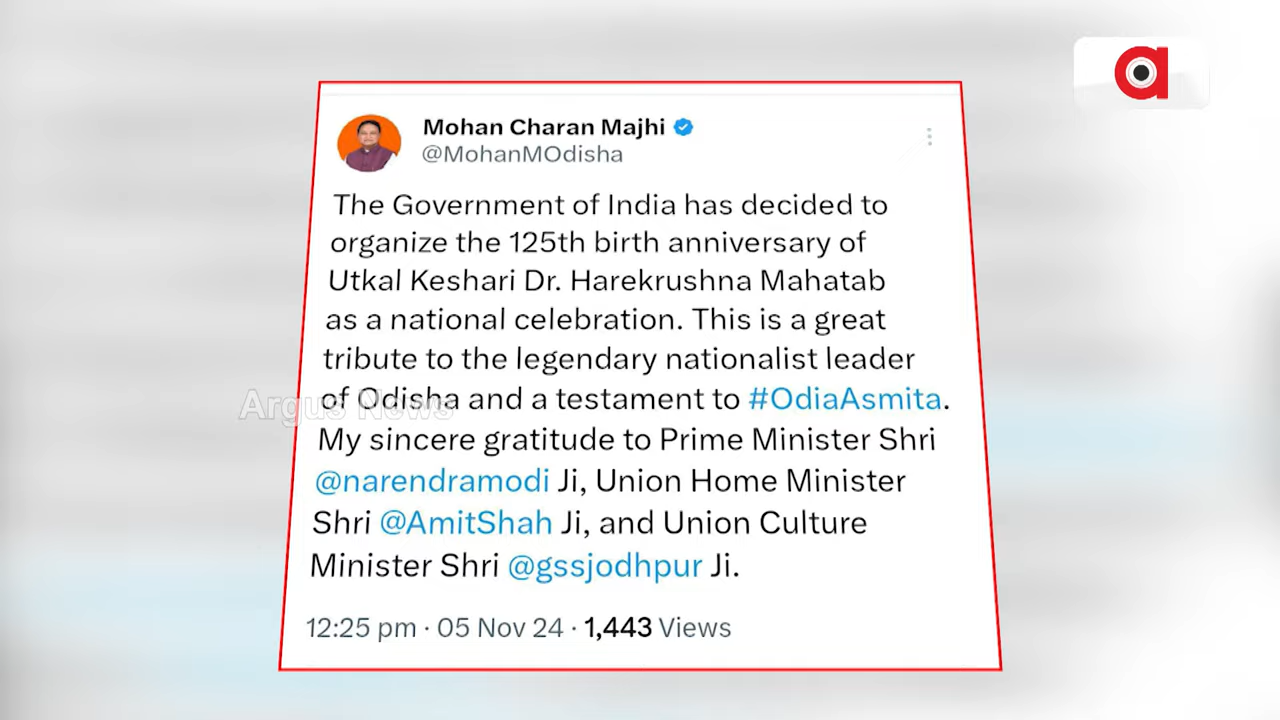 Mohan Charan Majhi
@MohanMOdisha
The Government of India has decided to
organize the 125th birth anniversary of
Utkal Keshari Dr. Harekrushna Mahatab
as a national celebration. This is a great
tribute to the legendary nationalist leader
of Odisha and a testament to #OdiaAsmita.
My sincere gratitude to Prime Minister Shri
@narendramodi Ji, Union Home Minister
Shri @AmitShah Ji, and Union Culture
Minister Shri @gssjodhpur Ji.
12:25 pm · 05 Nov 24 · 1,443 Views
Argus News
a